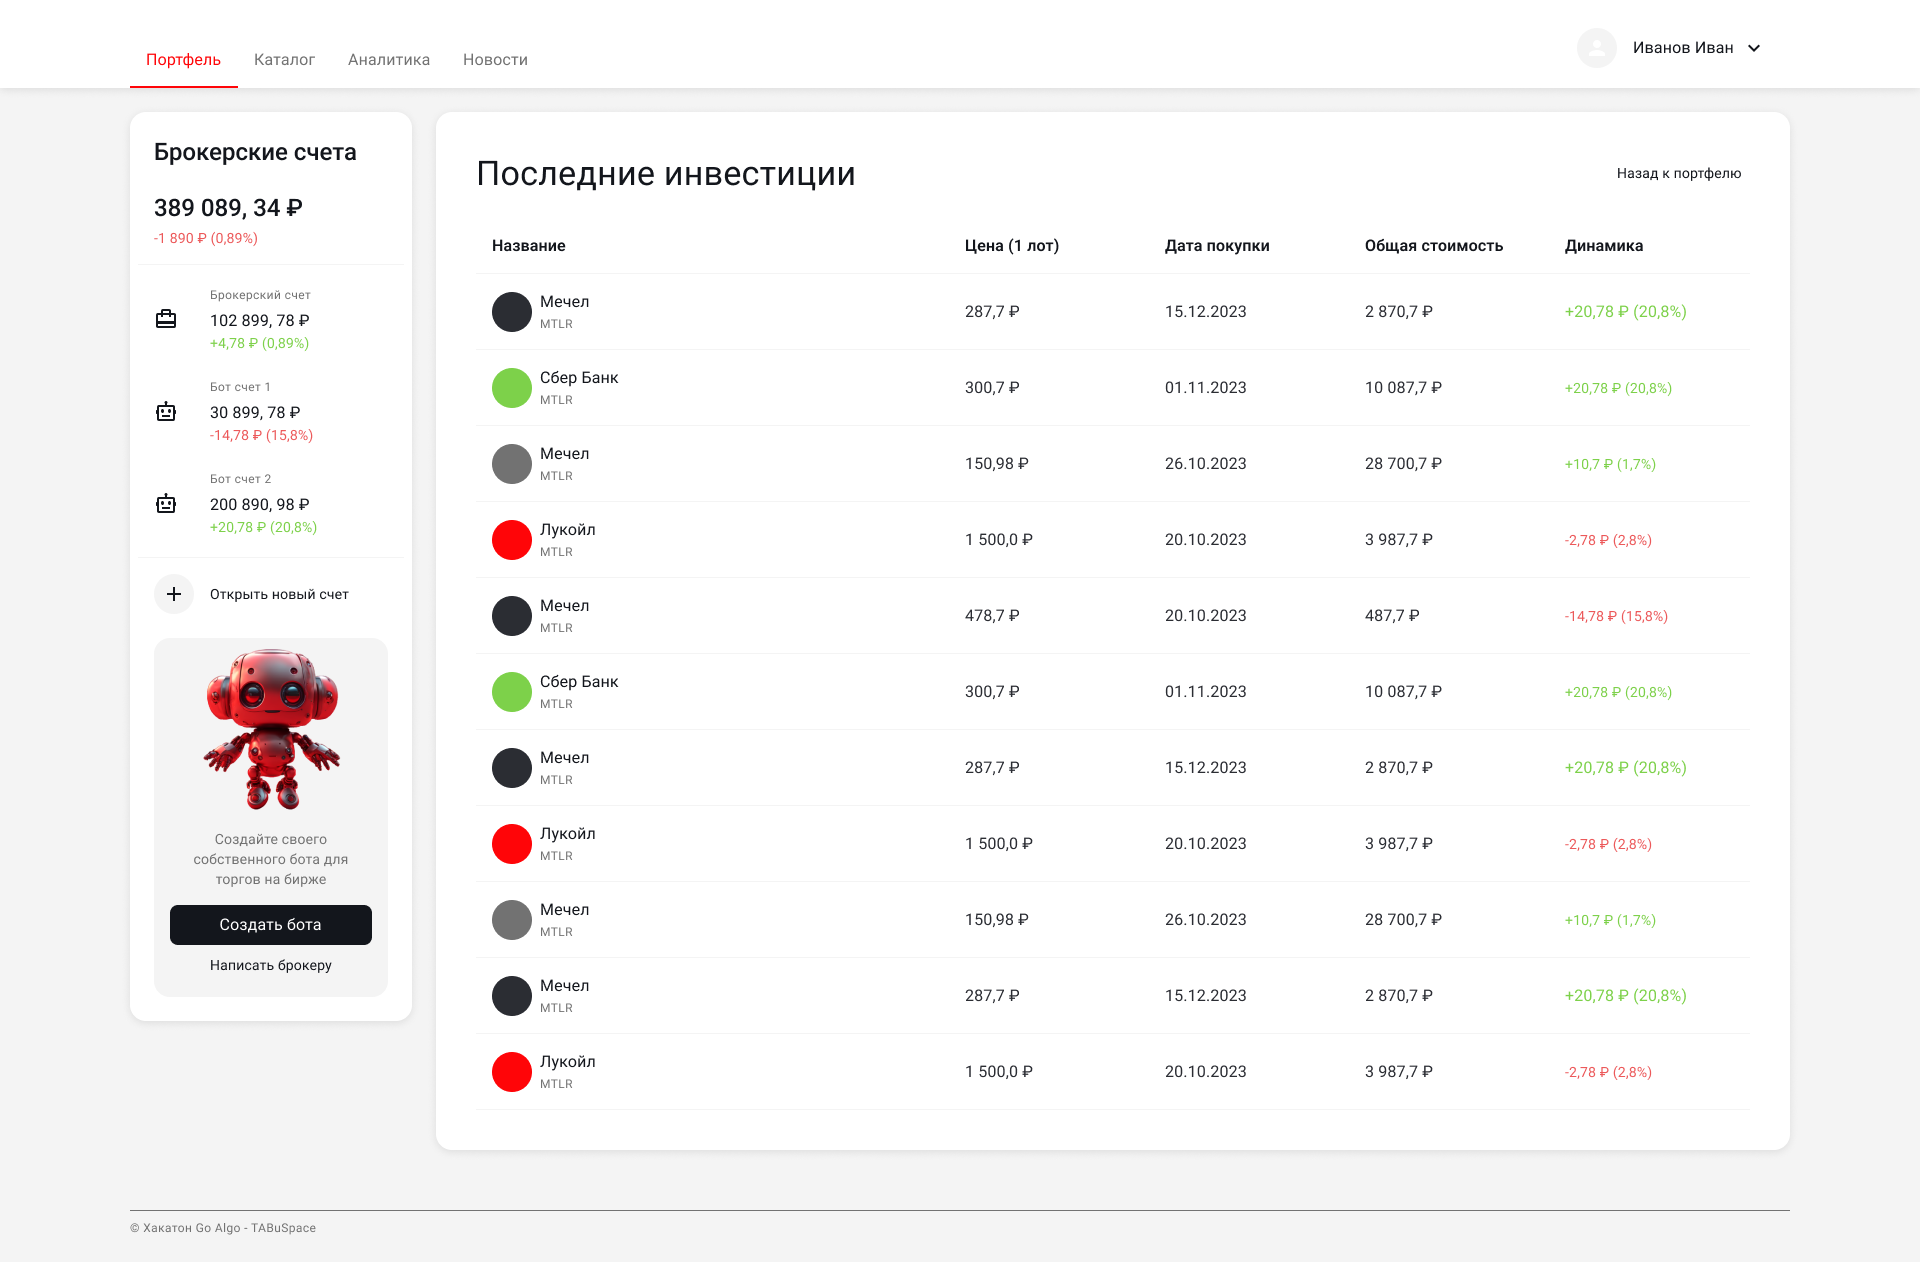 Портфель Каталог Аналитика Новости
Иванов Иван
Брокерские счета
389 089, 34 ₽
-1 890 ₽ (0,89%)
Брокерский счет
102 899, 78 ₽
+4,78 ₽ (0,89%)
Бот счет 1
30 899, 78 ₽
-14,78 ₽ (15,8%)
Бот счет 2
200 890, 98 ₽
+20,78 ₽ (20,8%)
Открыть новый счет
Создайте своего
собственного бота для
торгов на бирже
Создать бота
Написать брокеру
Последние инвестиции
Назад к портфелю
Название Цена (1 лот) Дата покупки Общая стоимость Динамика
Мечел
MTLR
287,7 ₽ 15.12.2023 2 870,7 ₽ +20,78 ₽ (20,8%)
Сбер Банк
MTLR
300,7 ₽ 01.11.2023 10 087,7 ₽ +20,78 ₽ (20,8%)
Мечел
MTLR
150,98 ₽ 26.10.2023 28 700,7 ₽ +10,7 ₽ (1,7%)
Лукойл
MTLR
1 500,0 ₽ 20.10.2023 3 987,7 ₽ -2,78 ₽ (2,8%)
Мечел
MTLR
478,7 ₽ 20.10.2023 487,7 ₽ -14,78 ₽ (15,8%)
Сбер Банк
MTLR
300,7 ₽ 01.11.2023 10 087,7 ₽ +20,78 ₽ (20,8%)
Мечел
MTLR
287,7 ₽ 15.12.2023 2 870,7 ₽ +20,78 ₽ (20,8%)
Лукойл
MTLR
1 500,0 ₽ 20.10.2023 3 987,7 ₽ -2,78 ₽ (2,8%)
Мечел
MTLR
150,98 ₽ 26.10.2023 28 700,7 ₽ +10,7 ₽ (1,7%)
Мечел
MTLR
287,7 ₽ 15.12.2023 2 870,7 ₽ +20,78 ₽ (20,8%)
Лукойл
MTLR
1 500,0 ₽ 20.10.2023 3 987,7 ₽ -2,78 ₽ (2,8%)
© Хакатон Go Algo - TABuSpace